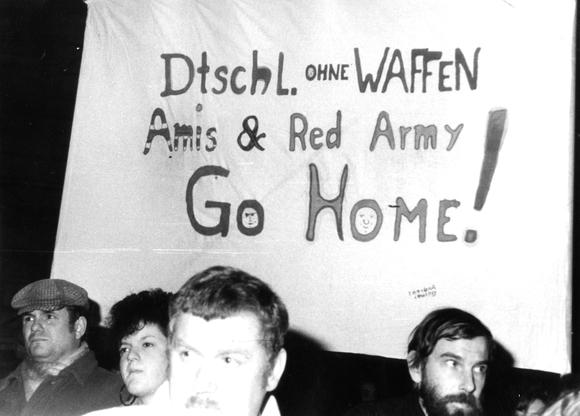 Dtschl. OHNE WAFFEN
Amis & Red Army
Go Home!